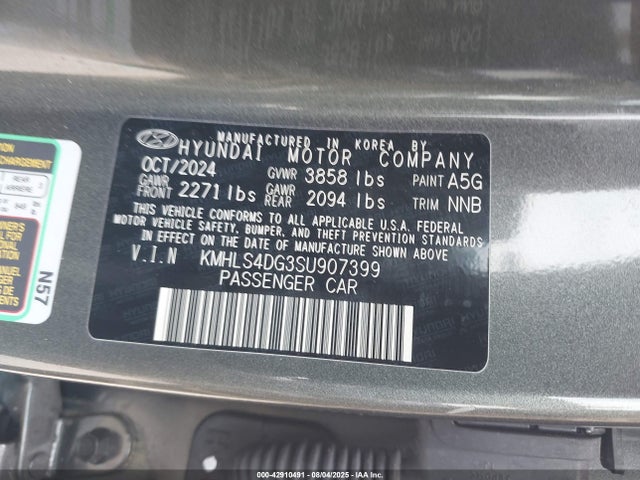 MANUFACTURED IN KOREA BY
HYUNDAI MOTOR COMPANY
OCT/2024 GVWR 3858 lbs PAINT A5G
GAWR FRONT 2271 lbs GAWR REAR 2094 lbs TRIM NNB
THIS VEHICLE CONFORMS TO ALL APPLICABLE U.S.A. FEDERAL
MOTOR VEHICLE SAFETY, BUMPER, AND THEFT PREVENTION STANDARDS
IN EFFECT ON THE DATE OF MANUFACTURE SHOWN ABOVE
V.I.N KMHLS4DG3SU907399
PASSENGER CAR
REAR
ARRIERE
N57
000-42910491 - 08/04/2025 - IAAI